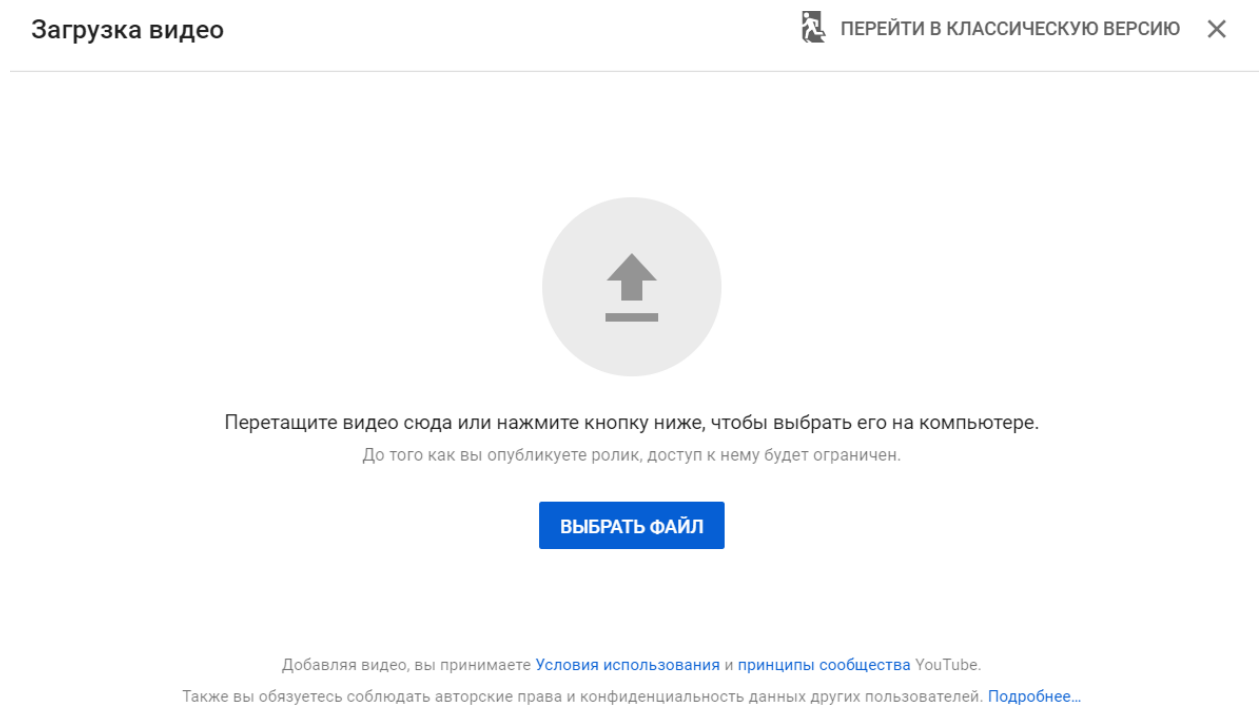 Загрузка видео
ПЕРЕЙТИ В КЛАССИЧЕСКУЮ ВЕРСИЮ
Перетащите видео сюда или нажмите кнопку ниже, чтобы выбрать его на компьютере.
До того как вы опубликуете ролик, доступ к нему будет ограничен.
ВЫБРАТЬ ФАЙЛ
Добавляя видео, вы принимаете Условия использования и принципы сообщества YouTube.
Также вы обязуетесь соблюдать авторские права и конфиденциальность данных других пользователей. Подробнее…